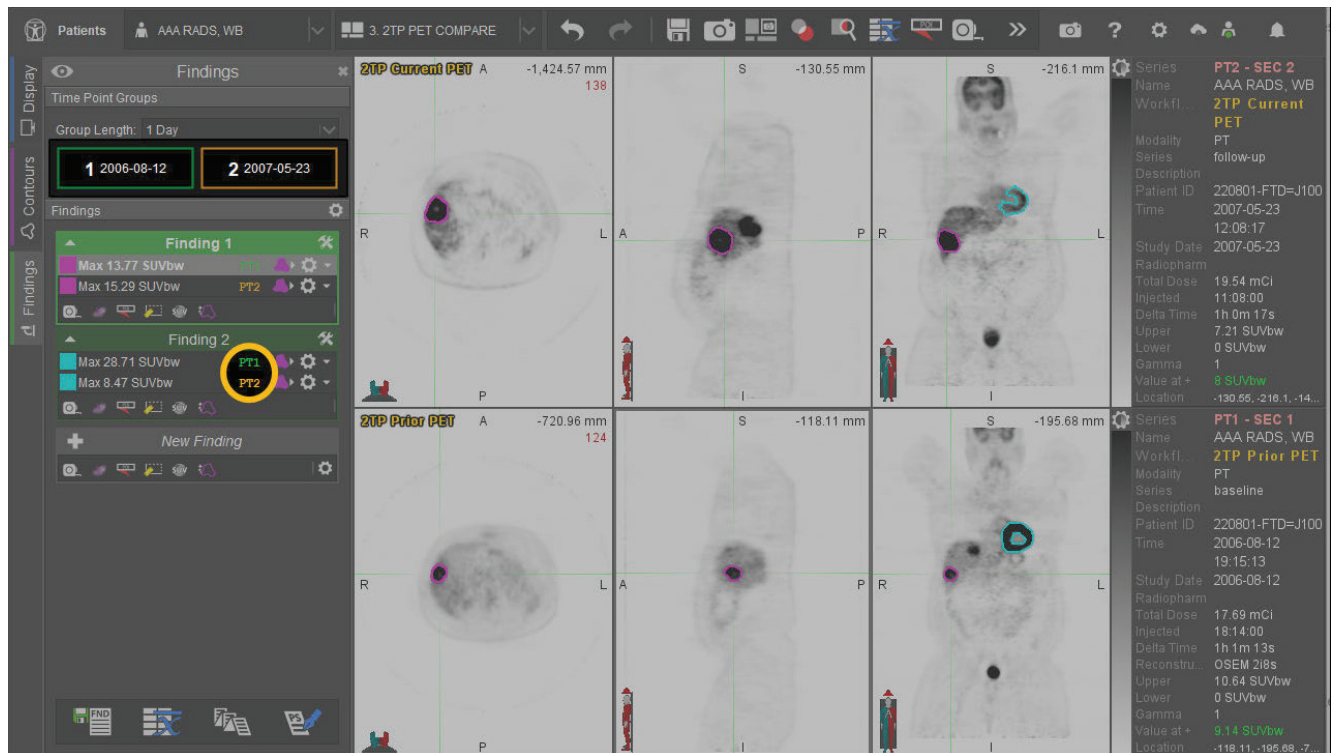 Patients
AAA RADS, WB
3. 2TP PET COMPARE
POI
?
Display
Contours
Findings
Findings
Time Point Groups
Group Length: 1 Day
1 2006-08-12
2 2007-05-23
Findings
Finding 1
Max 13.77 SUVbw PT1
Max 15.29 SUVbw PT2
SUV
Finding 2
Max 28.71 SUVbw PT1
Max 8.47 SUVbw PT2
SUV
New Finding
SUV
FND
2TP Current PET A -1,424.57 mm
138
R L
P
S -130.55 mm
A P
I
S -216.1 mm
R L
I
2TP Prior PET A -720.96 mm
124
R L
P
S -118.11 mm
A P
I
S -195.68 mm
R L
I
Series PT2 - SEC 2
Name AAA RADS, WB
Workfl... 2TP Current
PET
Modality PT
Series follow-up
Description
Patient ID 220801-FTD=J100
Time 2007-05-23
12:08:17
Study Date 2007-05-23
Radiopharm
Total Dose 19.54 mCi
Injected 11:08:00
Delta Time 1h 0m 17s
Upper 7.21 SUVbw
Lower 0 SUVbw
Gamma 1
Value at + 8 SUVbw
Location -130.55, -216.1, -14...
Series PT1 - SEC 1
Name AAA RADS, WB
Workfl... 2TP Prior PET
Modality PT
Series baseline
Description
Patient ID 220801-FTD=J100
Time 2006-08-12
19:15:13
Study Date 2006-08-12
Radiopharm
Total Dose 17.69 mCi
Injected 18:14:00
Delta Time 1h 1m 13s
Reconstru... OSEM 2i8s
Upper 10.64 SUVbw
Lower 0 SUVbw
Gamma 1
Value at + 9.14 SUVbw
Location -118.11, -195.68, -7...